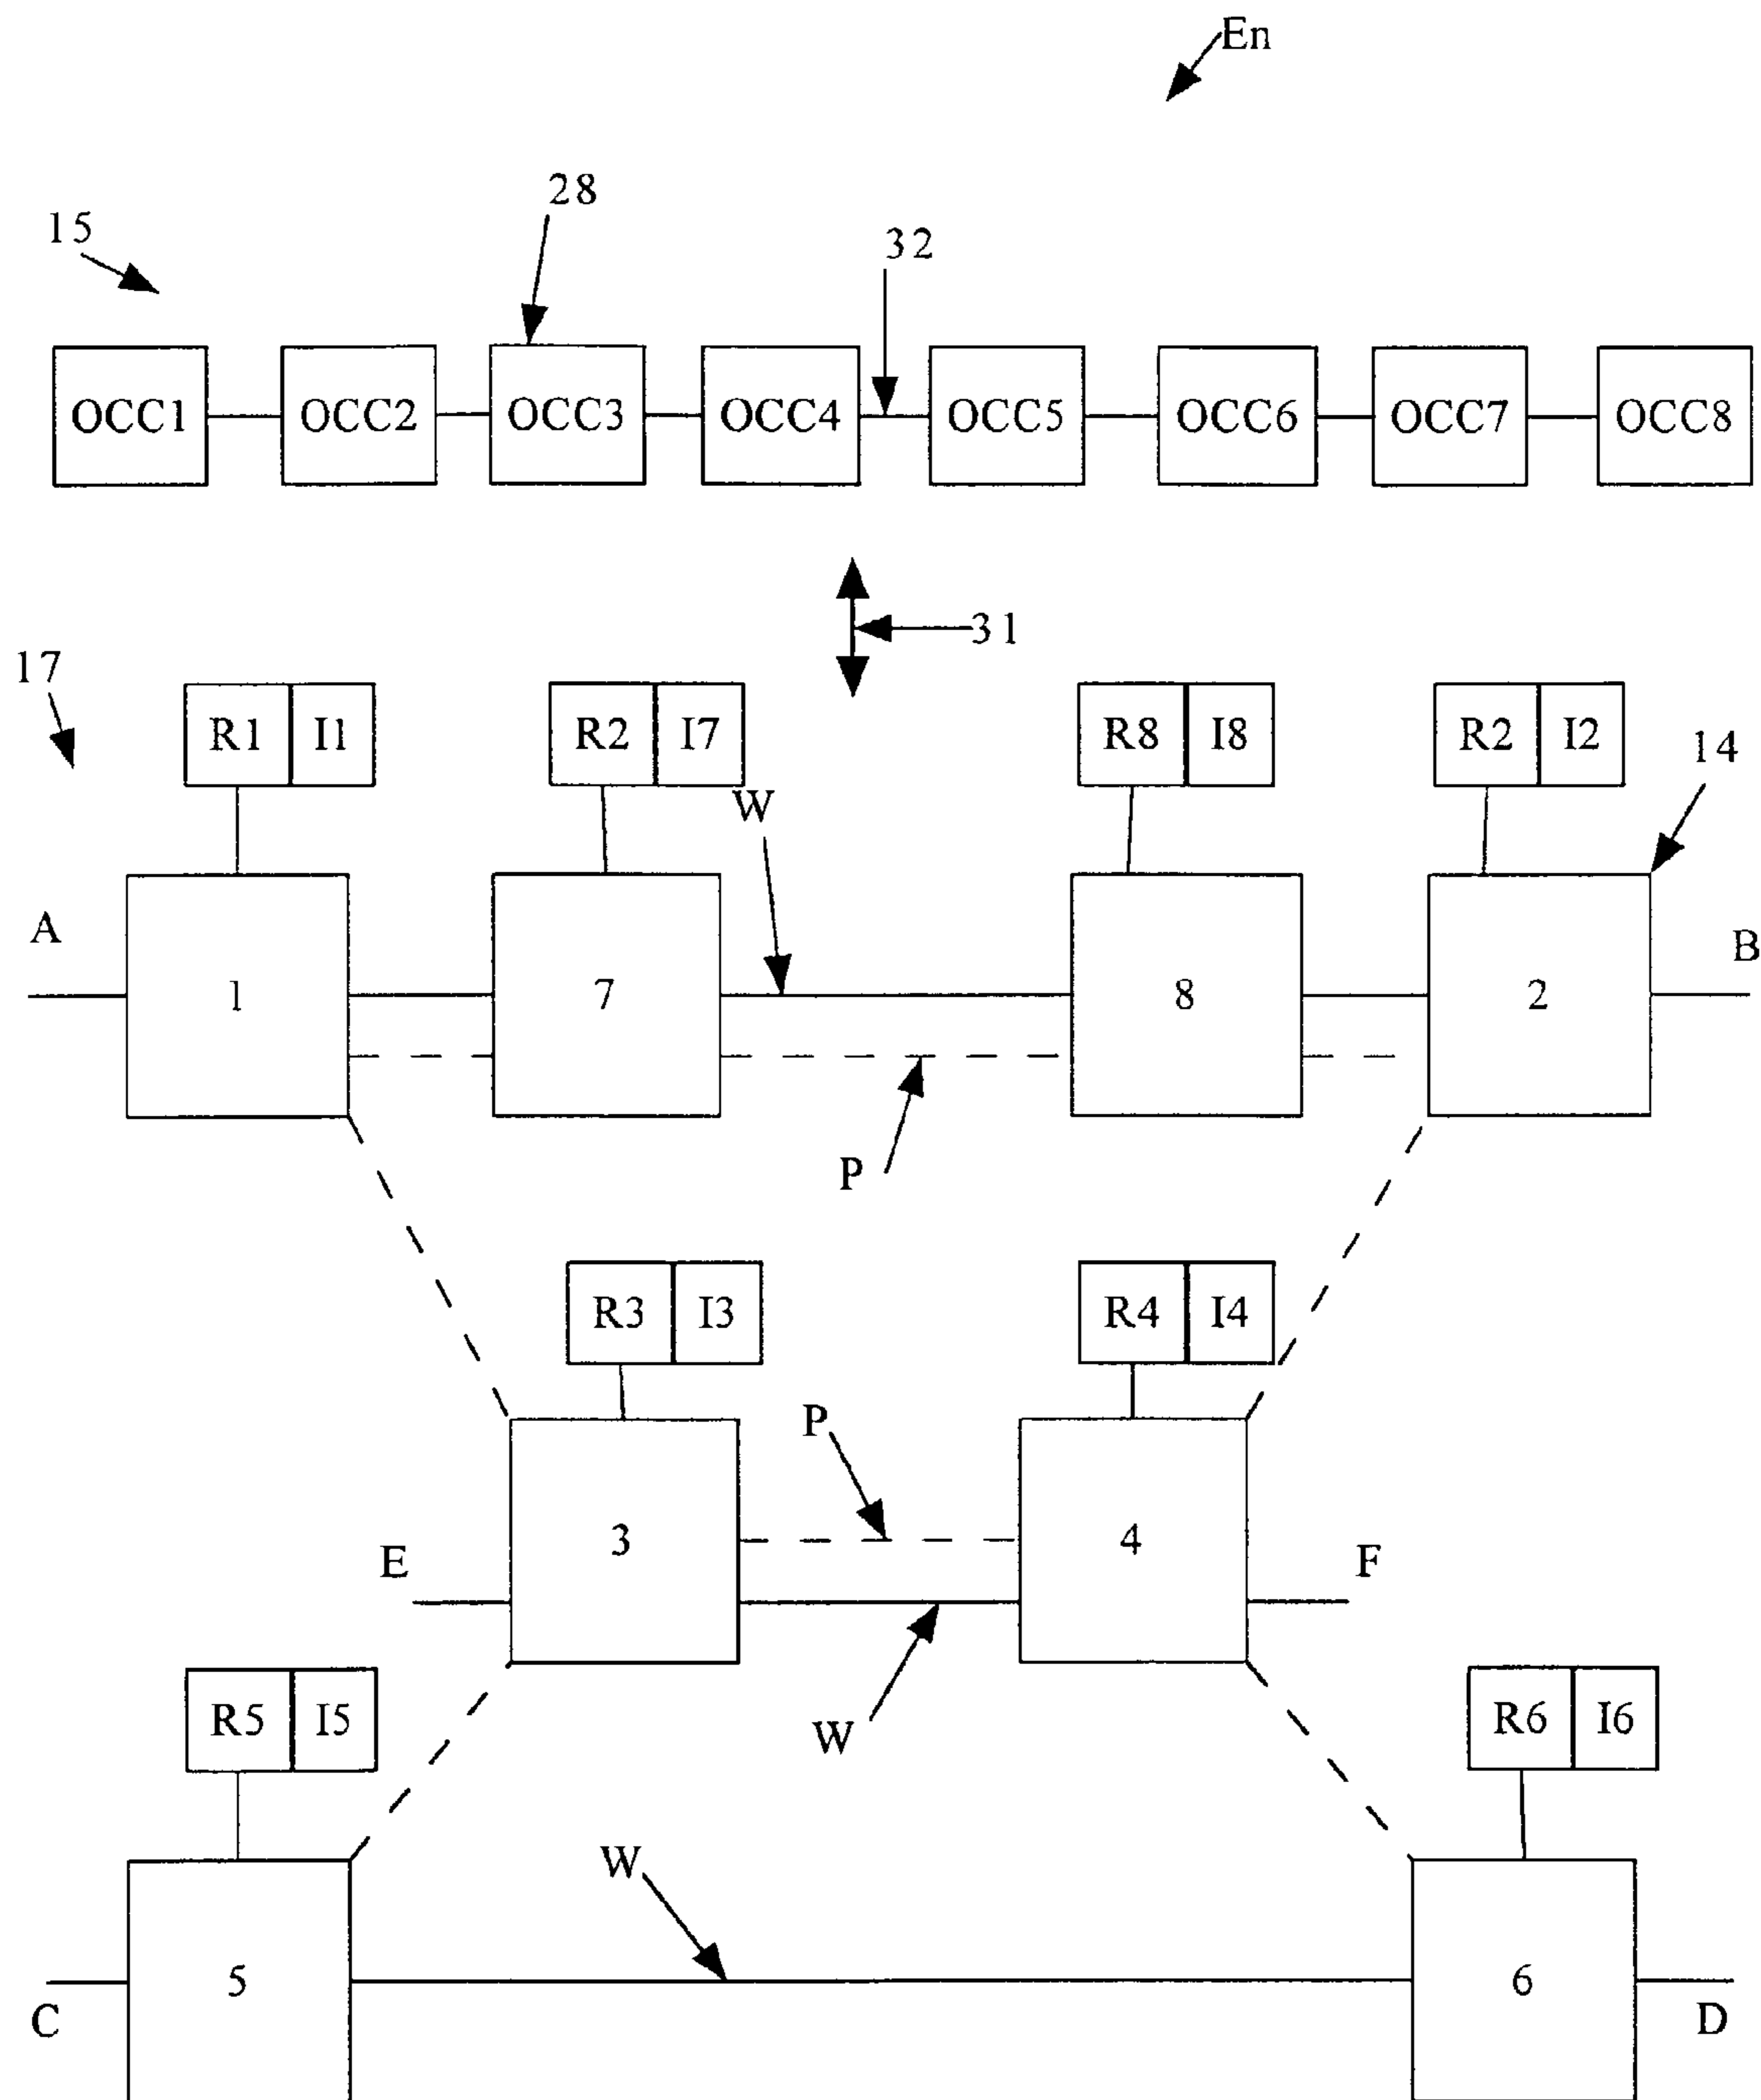 En
28
15
32
OCC1 OCC2 OCC3 OCC4 OCC5 OCC6 OCC7 OCC8
31
17
R1 I1 R2 I7 R8 I8 R2 I2
14
W
A
B
1 7 8 2
P
R3 I3 R4 I4
P
3 4
E F
R5 I5 R6 I6
W
W
5 6
C D